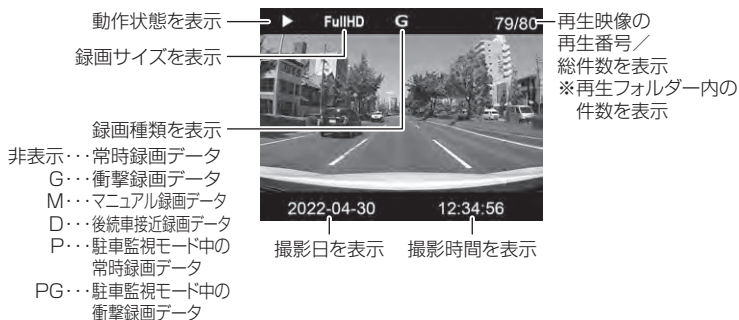 動作状態を表示
録画サイズを表示
録画種類を表示
非表示･･･常時録画データ
G･･･衝撃録画データ
M･･･マニュアル録画データ
D･･･後続車接近録画データ
P･･･駐車監視モード中の
常時録画データ
PG･･･駐車監視モード中の
衝撃録画データ
FullHD G 79/80
2022-04-30 12:34:56
撮影日を表示 撮影時間を表示
再生映像の
再生番号／
総件数を表示
※再生フォルダー内の
件数を表示